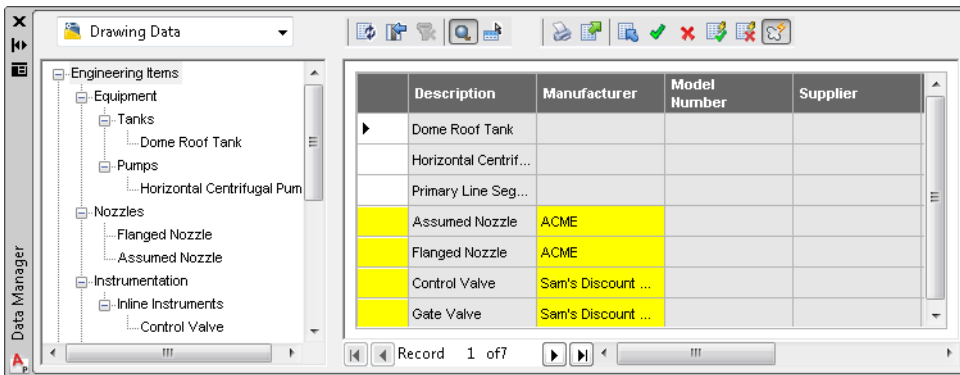 Drawing Data
Data Manager
Engineering Items
Equipment
Tanks
Dome Roof Tank
Pumps
Horizontal Centrifugal Pum
Nozzles
Flanged Nozzle
Assumed Nozzle
Instrumentation
Inline Instruments
Control Valve
Description Manufacturer Model Number Supplier
Dome Roof Tank
Horizontal Centrif...
Primary Line Seg...
Assumed Nozzle ACME
Flanged Nozzle ACME
Control Valve Sam's Discount ...
Gate Valve Sam's Discount ...
Record 1 of7